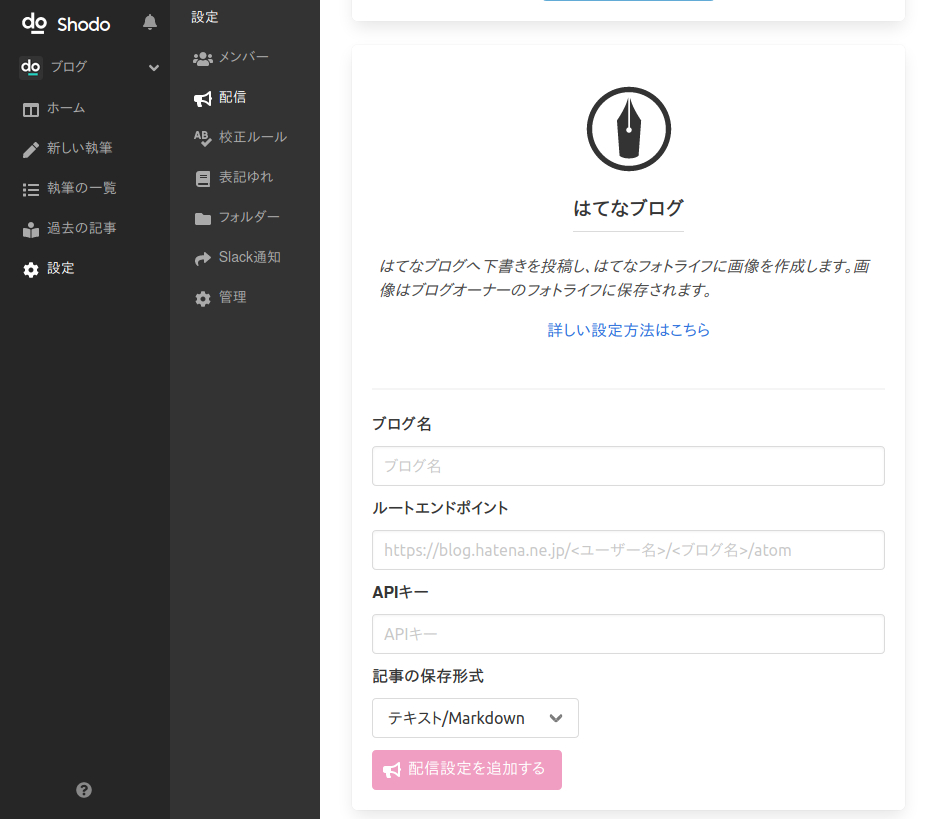 do Shodo
do ブログ
ホーム
新しい執筆
執筆の一覧
過去の記事
設定
?
設定
メンバー
配信
AB 校正ルール
表記ゆれ
フォルダー
Slack通知
管理
はてなブログ
はてなブログへ下書きを投稿し、はてなフォトライフに画像を作成します。画
像はブログオーナーのフォトライフに保存されます。
詳しい設定方法はこちら
ブログ名
ブログ名
ルートエンドポイント
https://blog.hatena.ne.jp/<ユーザー名>/<ブログ名>/atom
APIキー
APIキー
記事の保存形式
テキスト/Markdown
配信設定を追加する